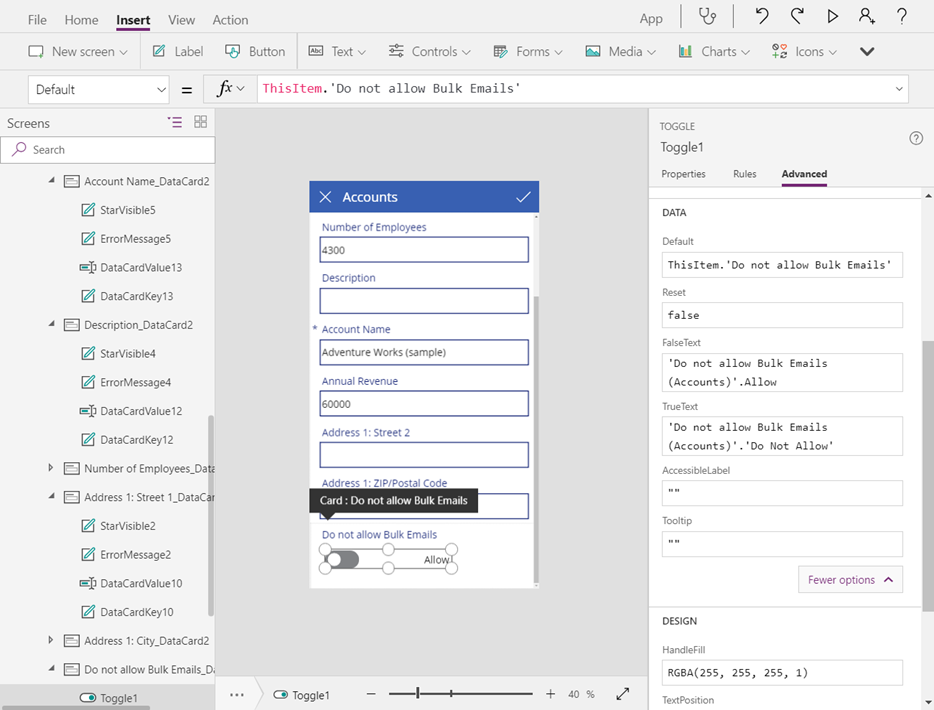 File Home Insert View Action App
New screen Label Button Text Controls Forms Media Charts Icons
Abc
Default = fx ThisItem.'Do not allow Bulk Emails'
Screens
Search
Account Name_DataCard2
StarVisible5
ErrorMessage5
DataCardValue13
DataCardKey13
Description_DataCard2
StarVisible4
ErrorMessage4
DataCardValue12
DataCardKey12
Number of Employees_Data
Address 1: Street 1_DataCar
StarVisible2
ErrorMessage2
DataCardValue10
DataCardKey10
Address 1: City_DataCard2
Do not allow Bulk Emails_Da
Toggle1
Accounts
Number of Employees
4300
Description
* Account Name
Adventure Works (sample)
Annual Revenue
60000
Address 1: Street 2
Address 1: ZIP/Postal Code
Card : Do not allow Bulk Emails
Do not allow Bulk Emails
Allow
... Toggle1 − + 40 %
TOGGLE
Toggle1
Properties Rules Advanced
DATA
Default
ThisItem.'Do not allow Bulk Emails'
Reset
false
FalseText
'Do not allow Bulk Emails
(Accounts)'.Allow
TrueText
'Do not allow Bulk Emails
(Accounts)'.'Do Not Allow'
AccessibleLabel
""
Tooltip
""
Fewer options
DESIGN
HandleFill
RGBA(255, 255, 255, 1)
TextPosition